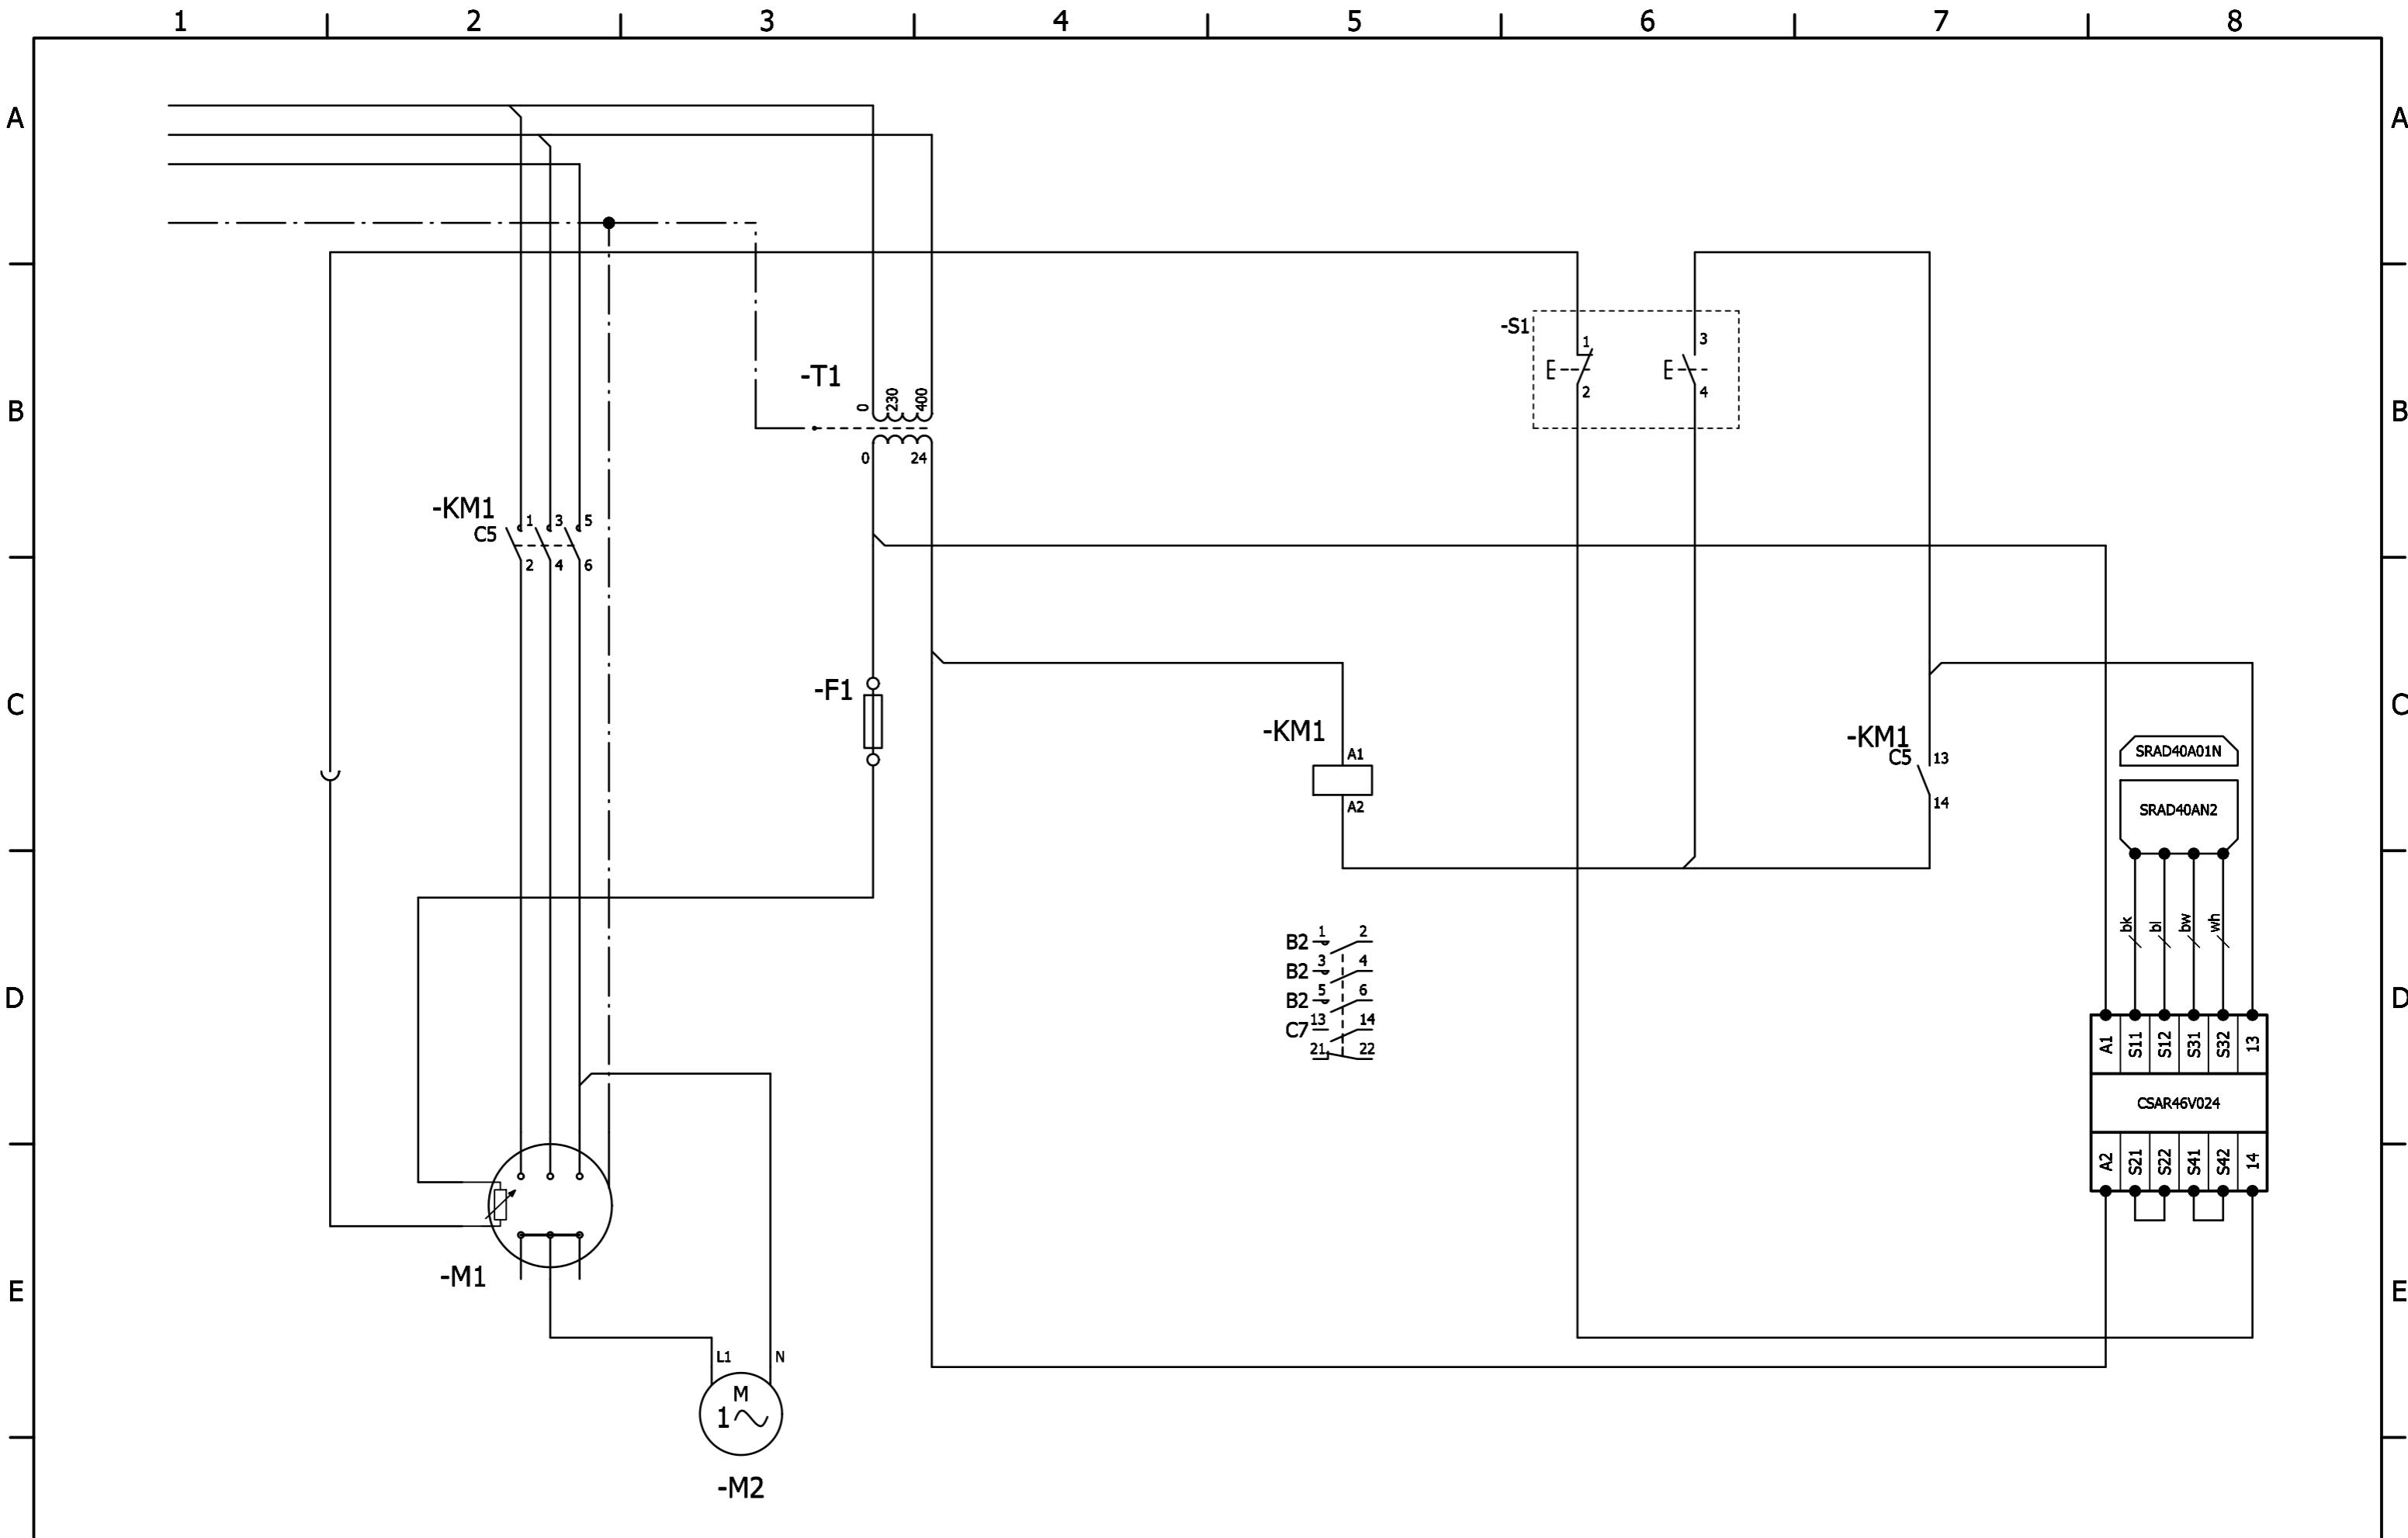 1 2 3 4 5 6 7 8
A A
-S1
1 3
-T1
2 4
0 230 400
B B
0 24
-KM1
C5
1 3 5
2 4 6
-F1
C C
-KM1
A1
A2
-KM1
C5
13
14
SRAD40A01N
SRAD40AN2
bk bl bw wh
B2 1 2
B2 3 4
B2 5 6
C7 13 14
21 22
D D
A1 S11 S12 S31 S32 13
CSAR46V024
A2 S21 S22 S41 S42 14
-M1
E E
L1 N
M
1
-M2